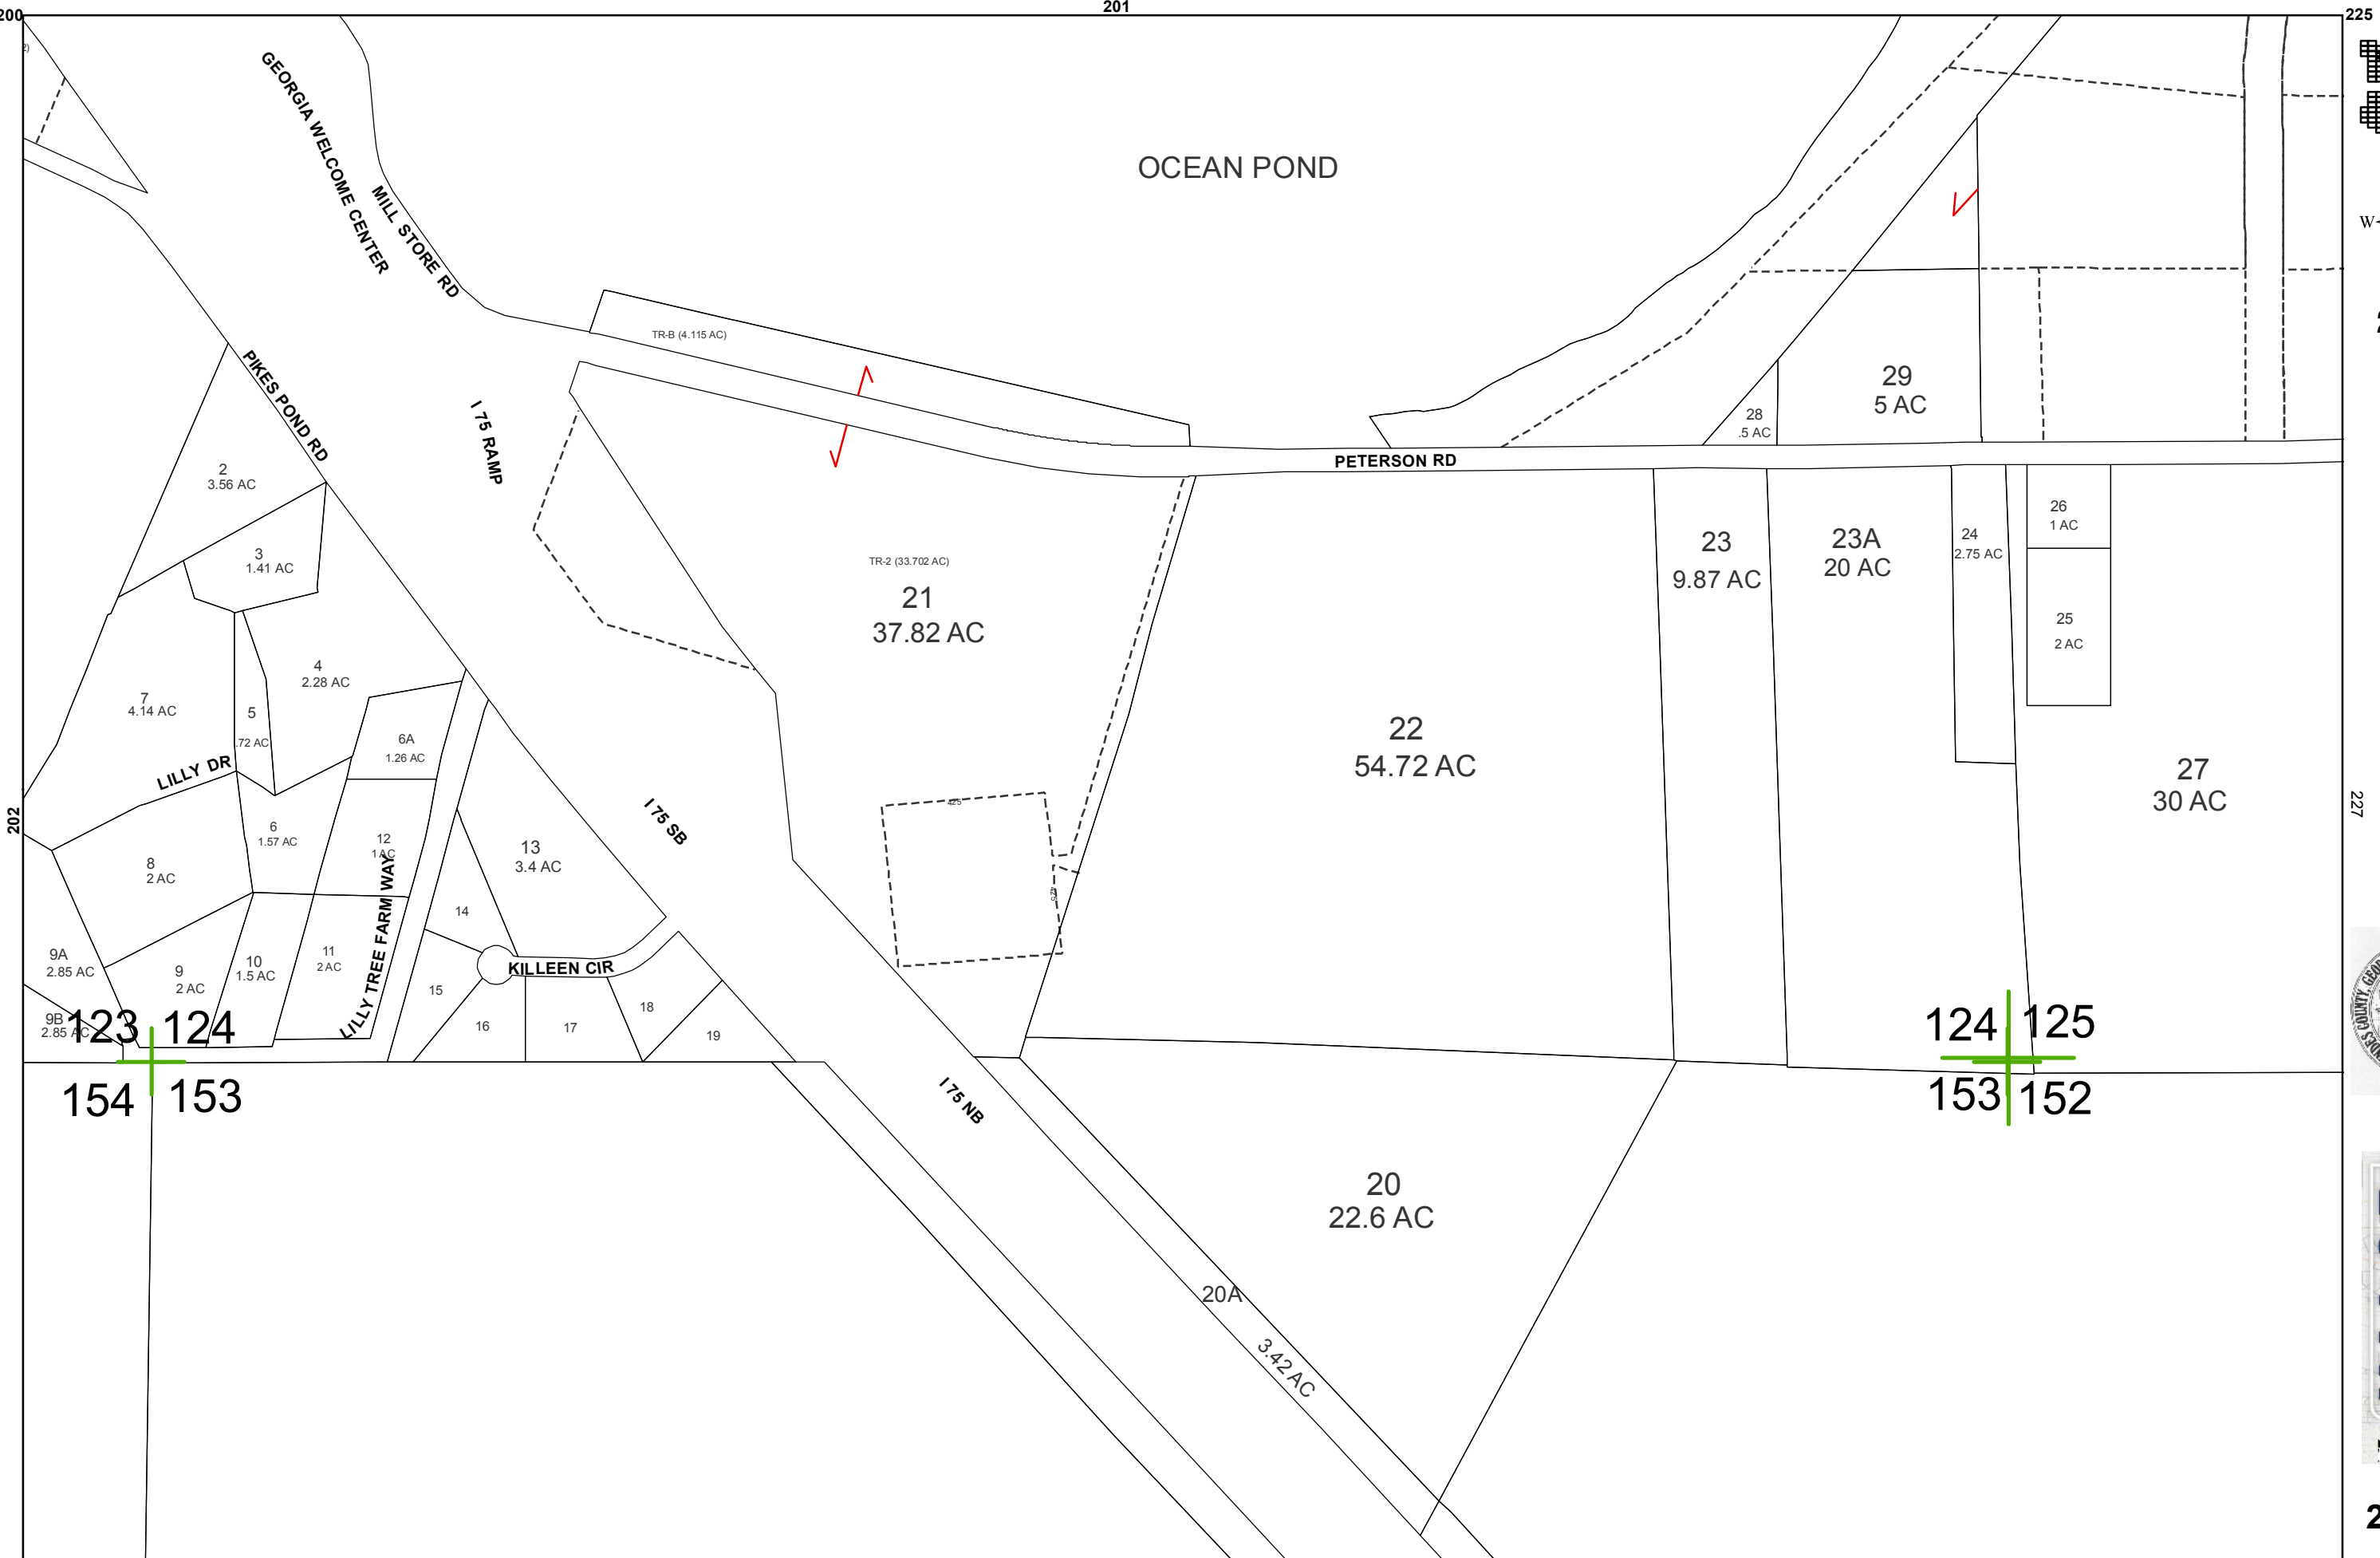 200
201
225
GEORGIA WELCOME CENTER
MILL STORE RD
OCEAN POND
W
TR-B (4.115 AC)
PIKES POND RD
I 75 RAMP
29
5 AC
28
.5 AC
PETERSON RD
2
3.56 AC
3
1.41 AC
TR-2 (33.702 AC)
21
37.82 AC
23
9.87 AC
23A
20 AC
24
2.75 AC
26
1 AC
25
2 AC
4
2.28 AC
7
4.14 AC
5
.72 AC
6A
1.26 AC
22
54.72 AC
27
30 AC
LILLY DR
202
227
I 75 SB
425
425
6
1.57 AC
12
1 AC
13
3.4 AC
8
2 AC
14
9A
2.85 AC
9
2 AC
10
1.5 AC
11
2 AC
LILLY TREE FARM WAY
KILLEEN CIR
15
16
17
18
19
9B
2.85 AC
123 124
154 153
124 125
153 152
I 75 NB
20
22.6 AC
20A
3.42 AC